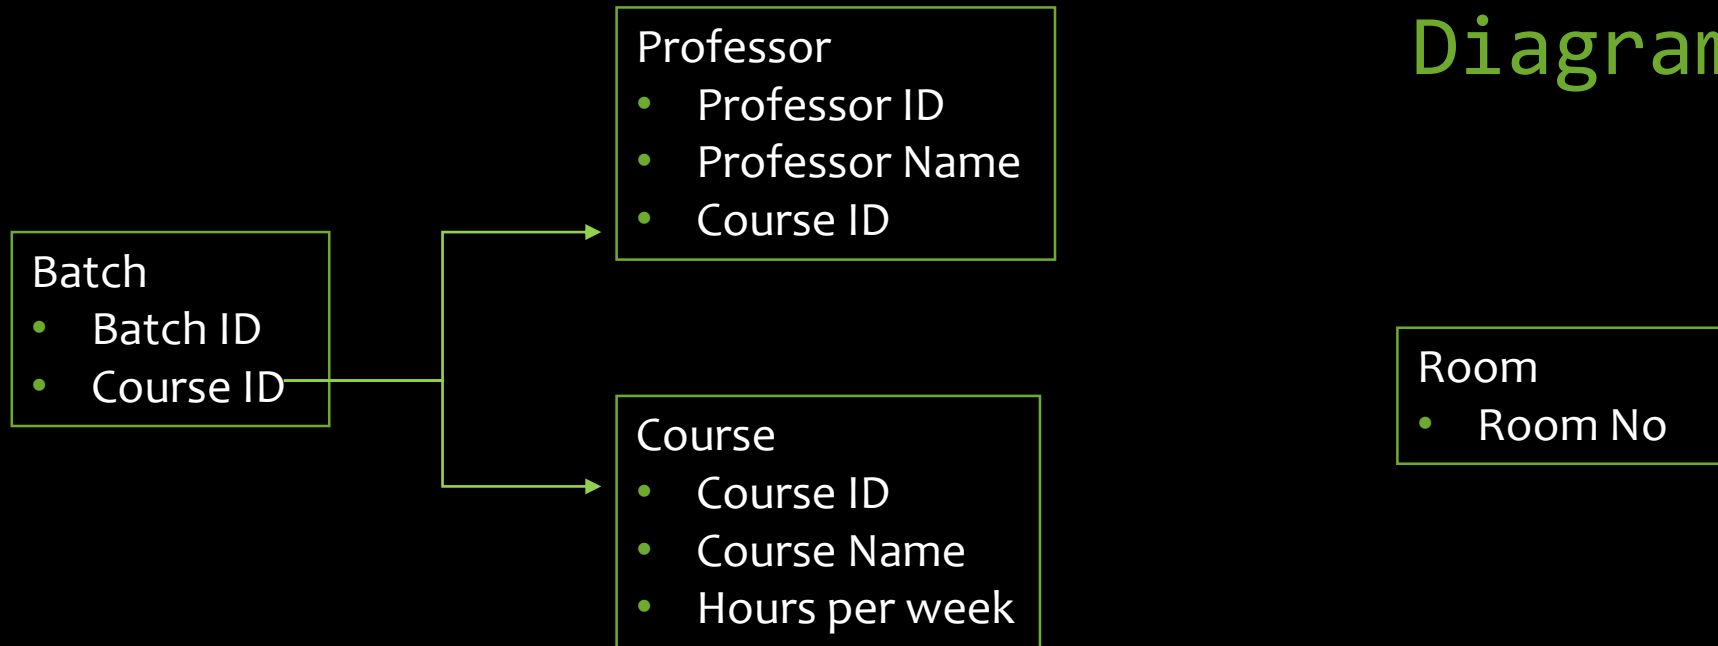 Diagram
Professor
• Professor ID
• Professor Name
• Course ID
Batch
• Batch ID
• Course ID
Course
• Course ID
• Course Name
• Hours per week
Room
• Room No